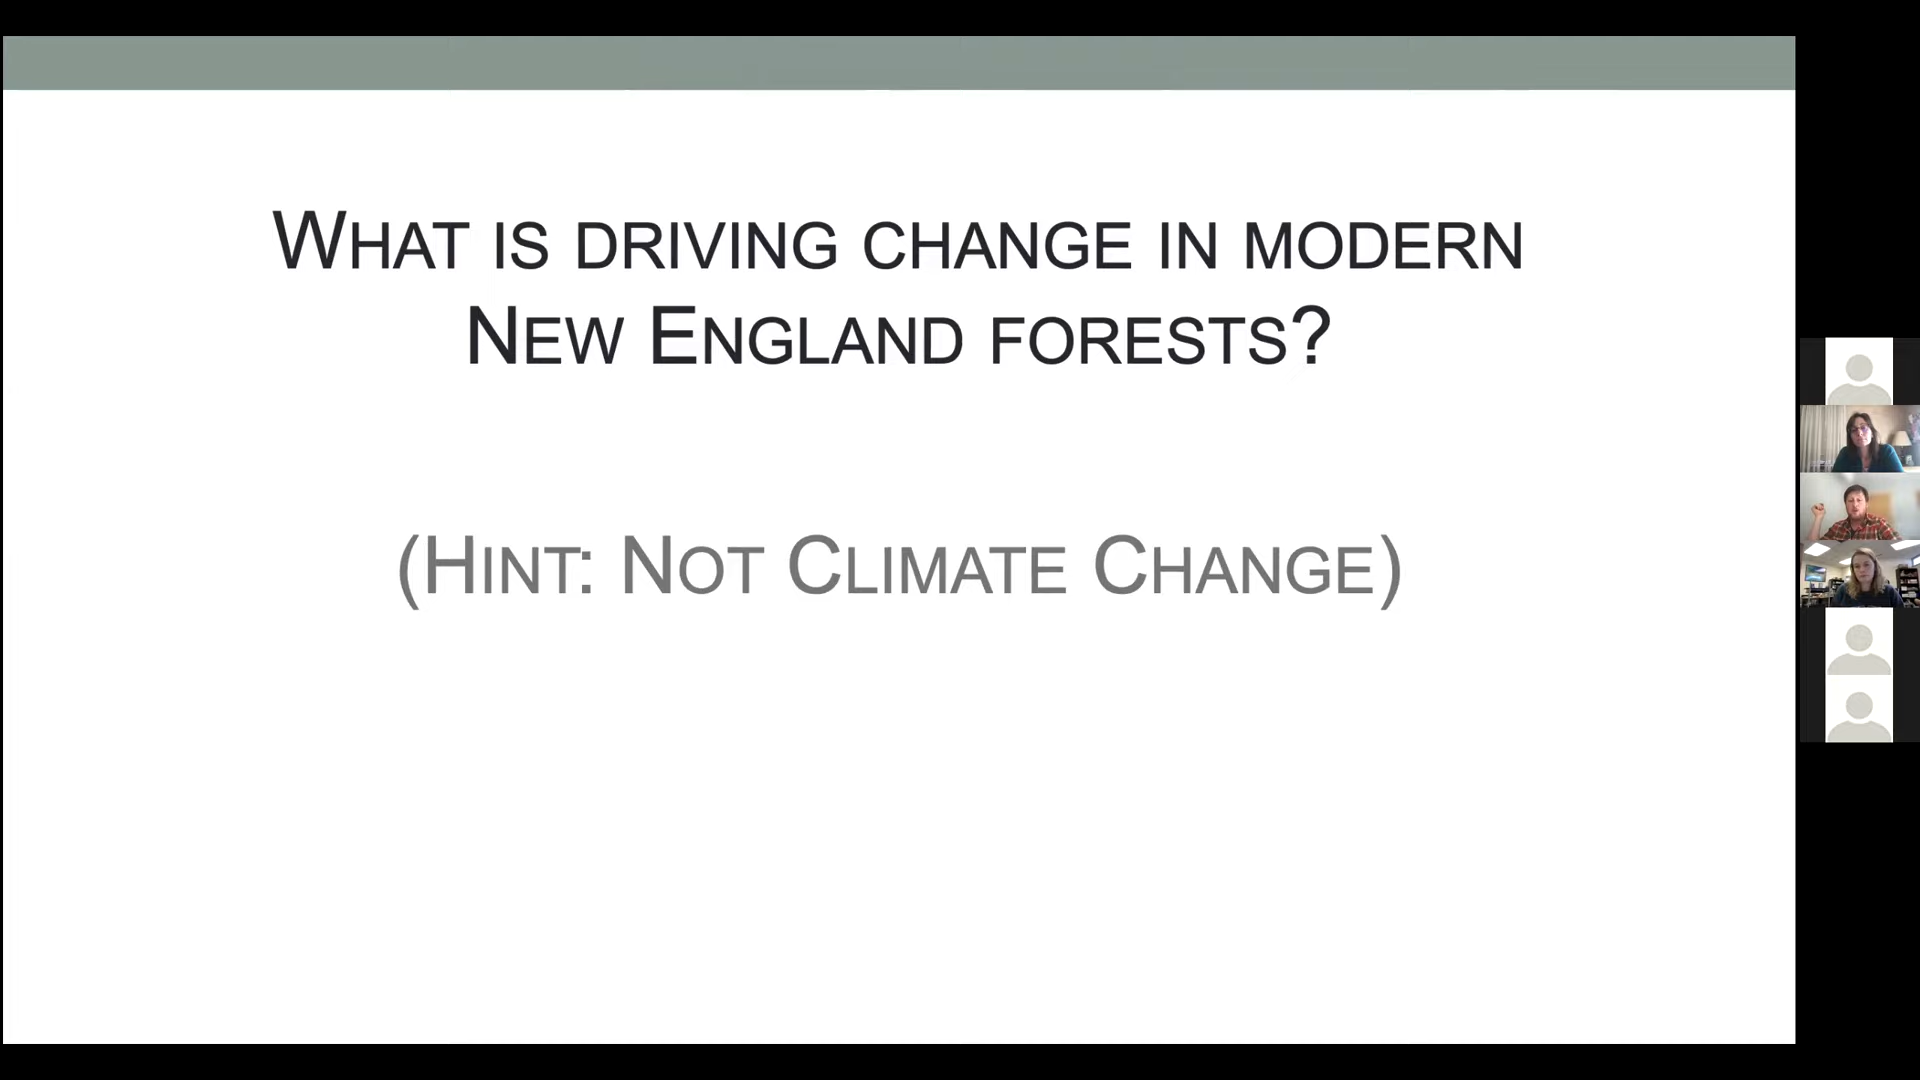 What is driving change in modern
New England forests?
(Hint: Not Climate Change)